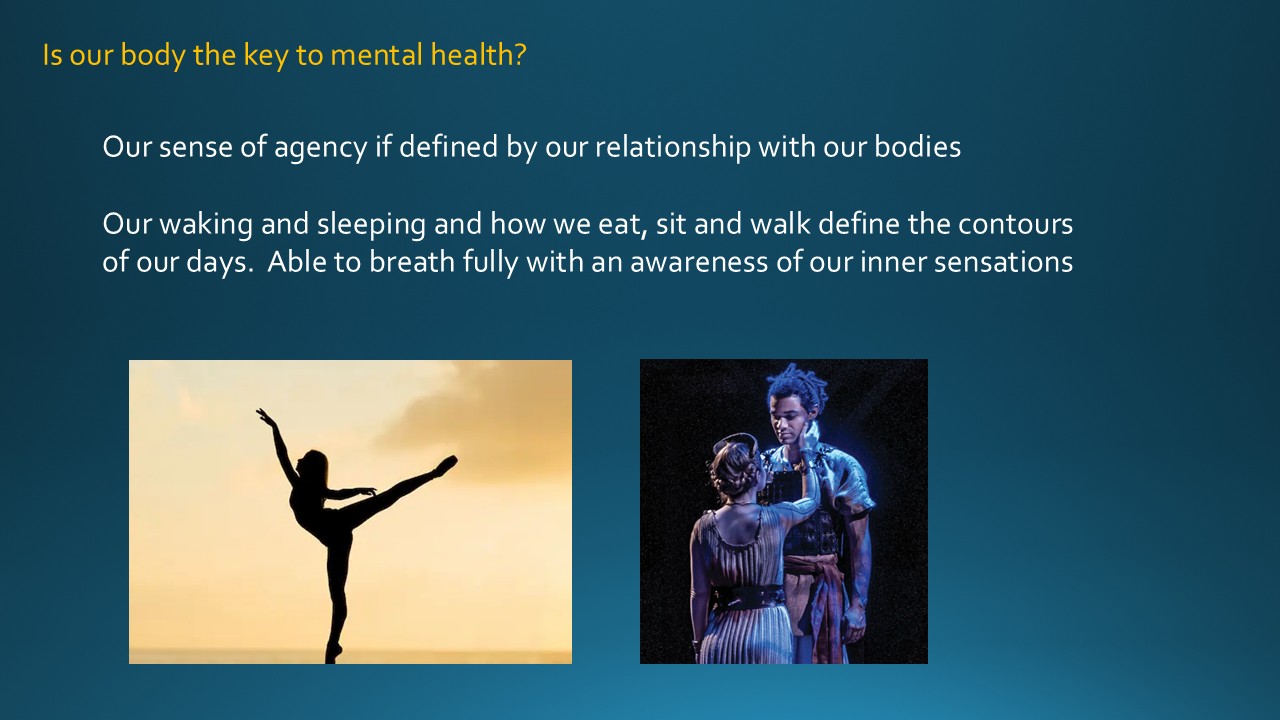 Is our body the key to mental health?
Our sense of agency if defined by our relationship with our bodies
Our waking and sleeping and how we eat, sit and walk define the contours
of our days.  Able to breath fully with an awareness of our inner sensations